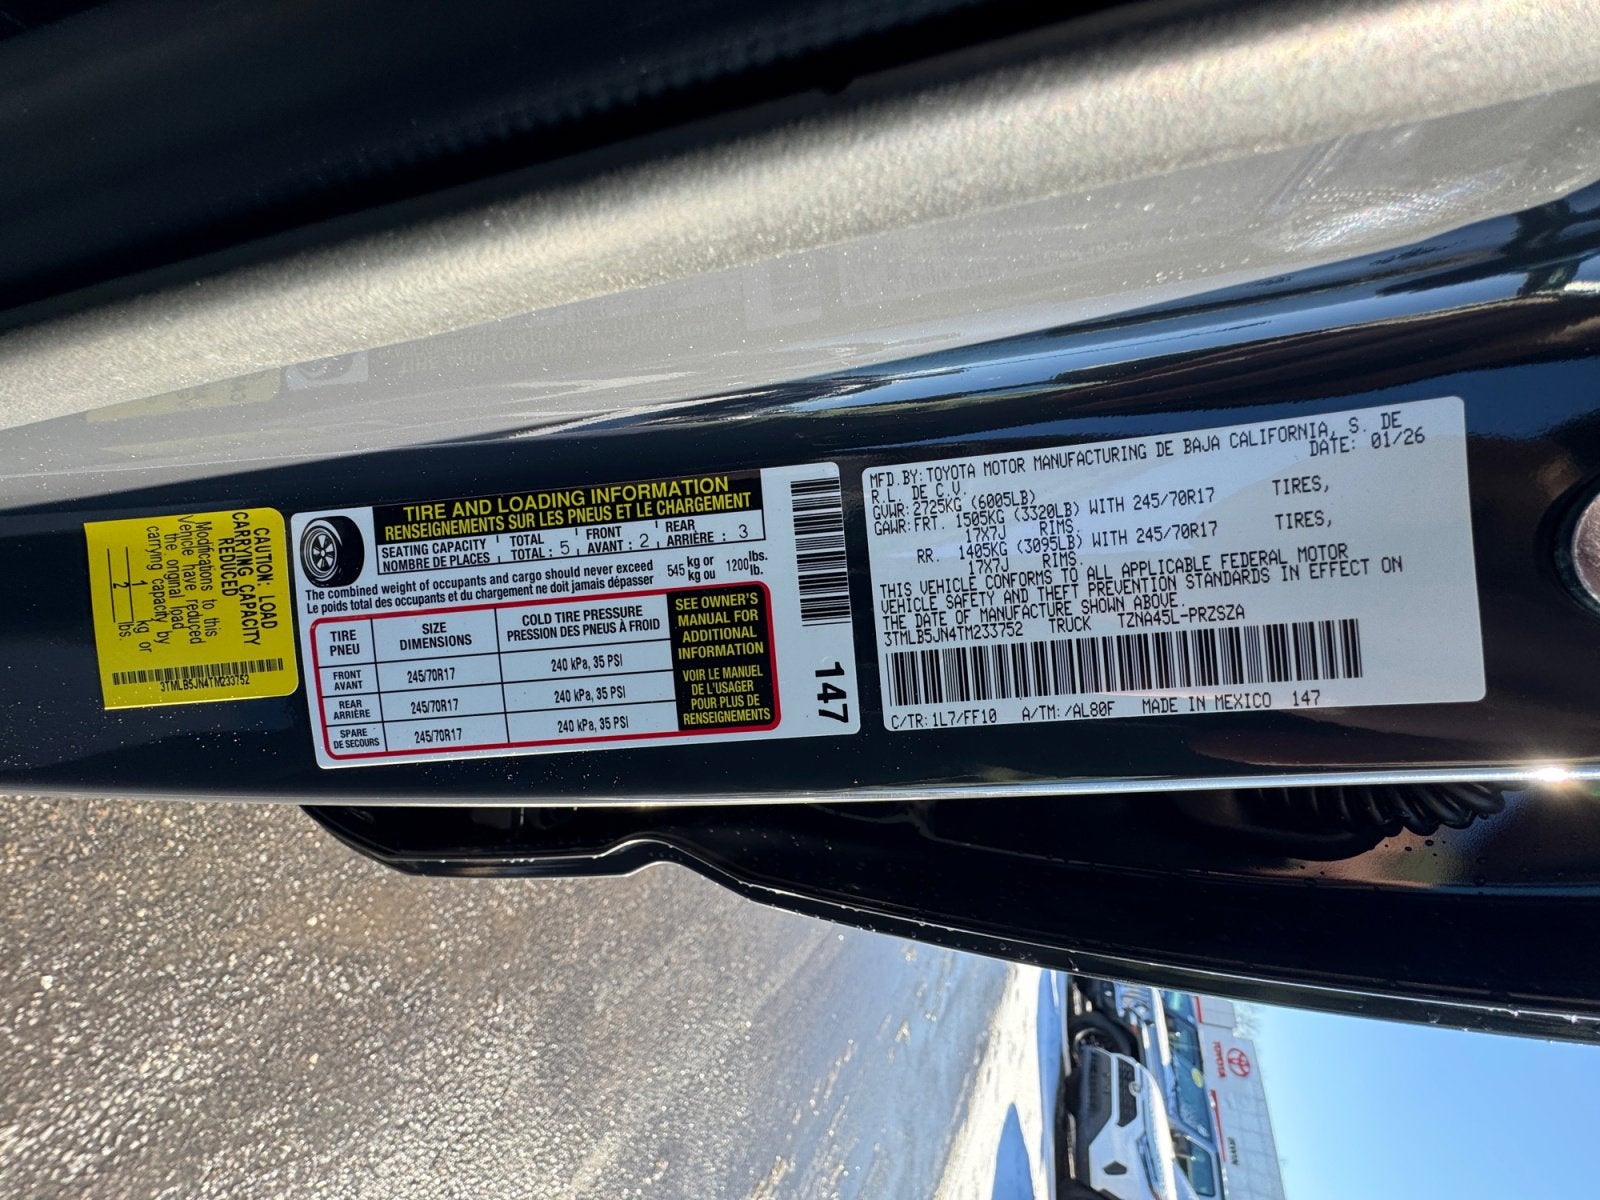 CAUTION: LOAD
CARRYING CAPACITY
REDUCED
Modifications to this
Vehicle have reduced
the original load
carrying capacity by
1 kg or
2 lbs.
3TMLB5JN4TM233752
TIRE AND LOADING INFORMATION
RENSEIGNEMENTS SUR LES PNEUS ET LE CHARGEMENT
SEATING CAPACITY TOTAL FRONT REAR
NOMBRE DE PLACES TOTAL : 5 AVANT : 2 ARRIÈRE : 3
The combined weight of occupants and cargo should never exceed 545 kg or 1200 lbs.
Le poids total des occupants et du chargement ne doit jamais dépasser kg ou lb.
TIRE SIZE COLD TIRE PRESSURE
PNEU DIMENSIONS PRESSION DES PNEUS À FROID
FRONT
AVANT 245/70R17 240 kPa, 35 PSI
REAR
ARRIÈRE 245/70R17 240 kPa, 35 PSI
SPARE
DE SECOURS 245/70R17 240 kPa, 35 PSI
SEE OWNER'S
MANUAL FOR
ADDITIONAL
INFORMATION
VOIR LE MANUEL
DE L'USAGER
POUR PLUS DE
RENSEIGNEMENTS
147
MFD.BY:TOYOTA MOTOR MANUFACTURING DE BAJA CALIFORNIA, S. DE
R.L. DE C.V. DATE: 01/26
GVWR:2725KG (6005LB)
GAWR:FRT. 1505KG (3320LB) WITH 245/70R17 TIRES,
17X7J RIMS.
RR. 1405KG (3095LB) WITH 245/70R17 TIRES,
17X7J RIMS.
THIS VEHICLE CONFORMS TO ALL APPLICABLE FEDERAL MOTOR
VEHICLE SAFETY AND THEFT PREVENTION STANDARDS IN EFFECT ON
THE DATE OF MANUFACTURE SHOWN ABOVE.
3TMLB5JN4TM233752 TRUCK TZNA45L-PRZSZA
C/TR: 1L7/FF10 A/TM: /AL80F MADE IN MEXICO 147
TOYOTA